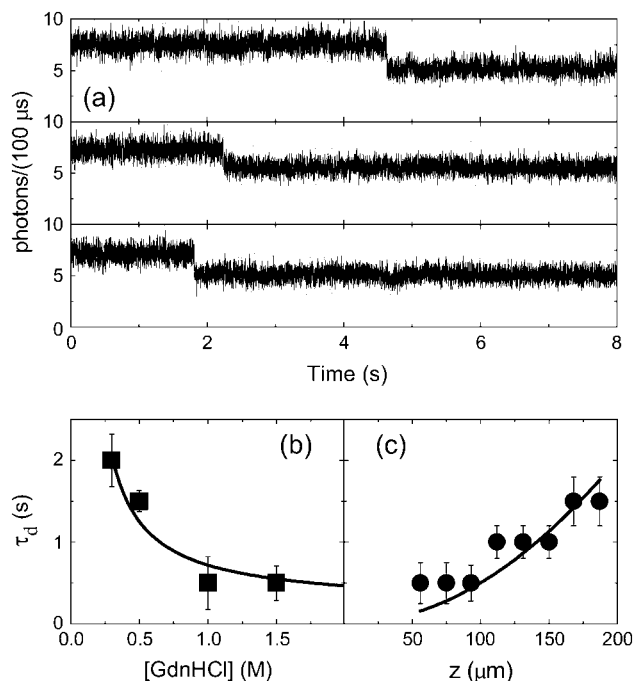 10
5
(a)
10
5
10
5
0
photons/(100 μs)
0 2 4 6 8
Time (s)
(b) (c)
2
1
0
τd (s)
0.0 0.5 1.0 1.5 50 100 150 200
[GdnHCl] (M) z (μm)